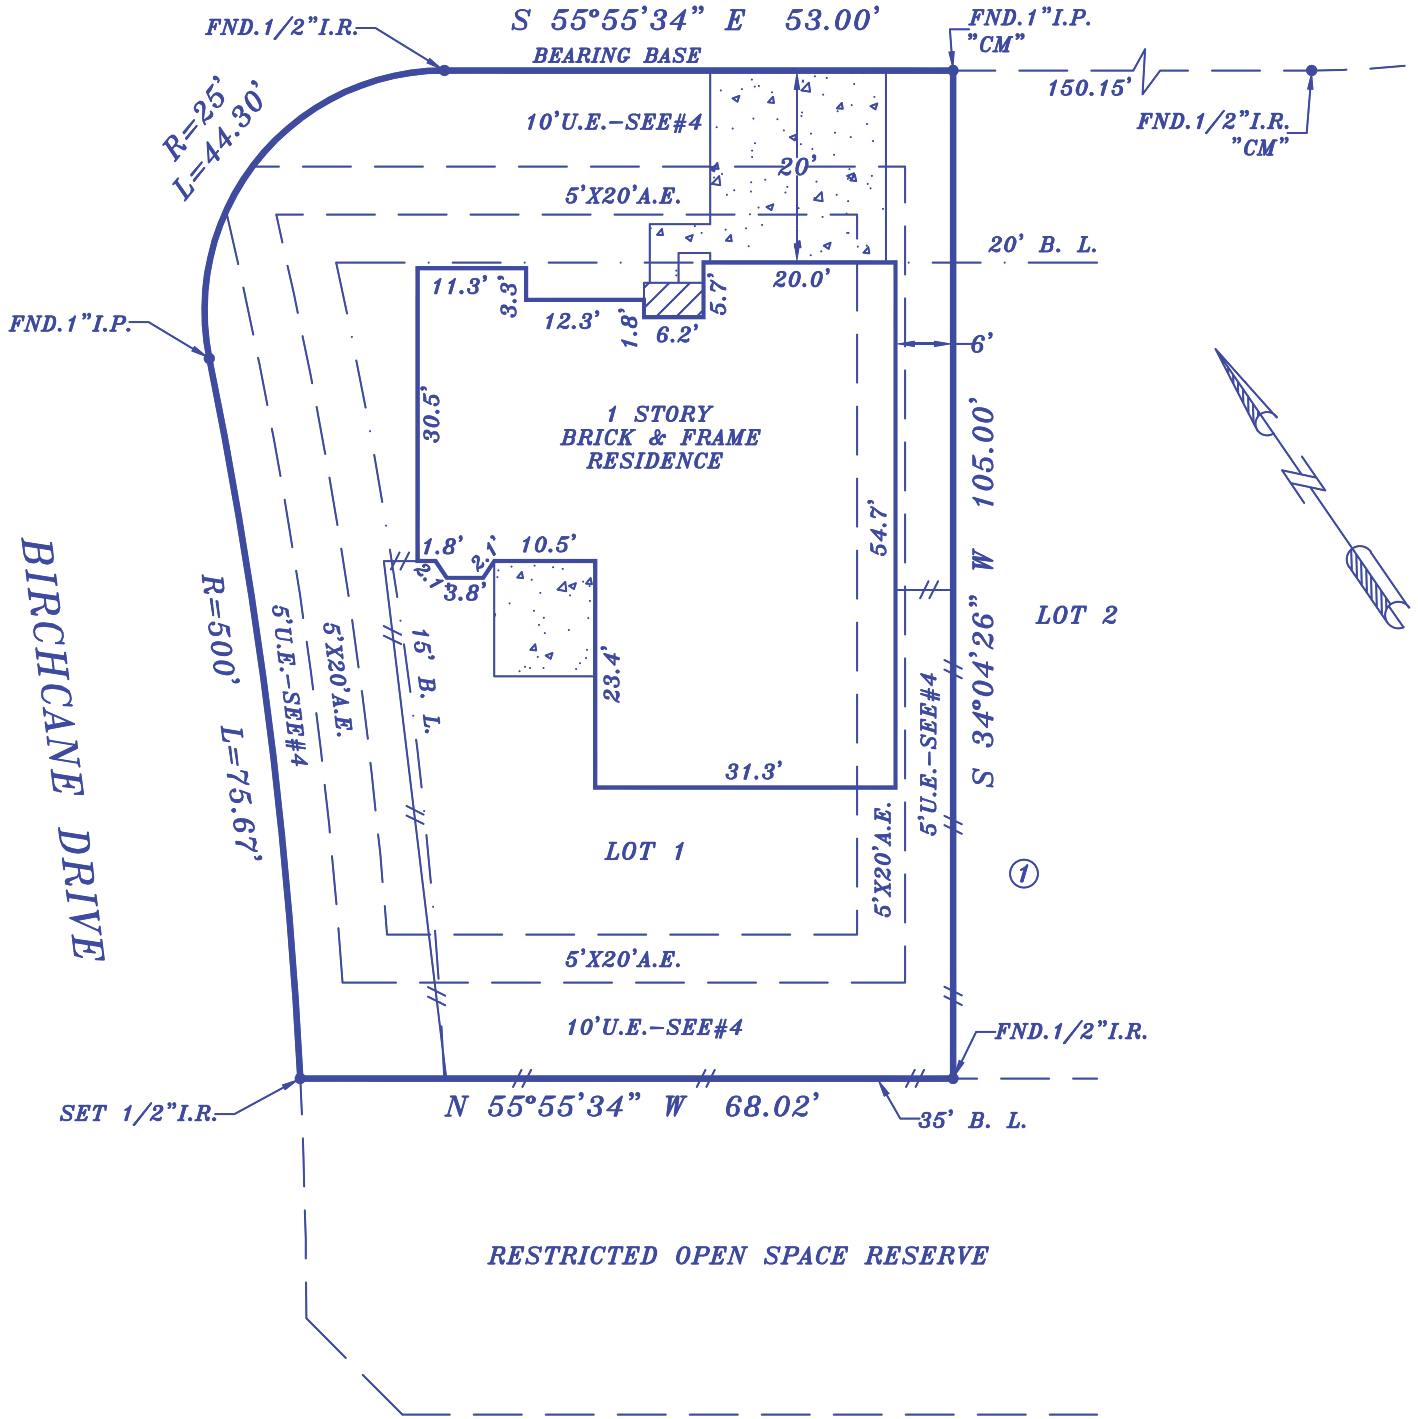 S 55°55'34" E 53.00'
BEARING BASE
FND.1/2"I.R.
FND.1"I.P.
"CM"
150.15'
FND.1/2"I.R.
"CM"
R=25'
L=44.30'
10'U.E.-SEE#4
20'
5'X20'A.E.
20' B. L.
FND.1"I.P.
11.3'
3.3'
12.3'
1.8'
6.2'
5.7'
20.0'
6'
30.5'
1 STORY
BRICK & FRAME
RESIDENCE
S 34°04'26" W 105.00'
54.7'
1.8'
2.1'
3.8'
2.1'
10.5'
BIRCHCANE DRIVE
R=500' L=75.67'
5'U.E.-SEE#4
5'X20'A.E.
15' B. L.
23.4'
LOT 2
5'U.E.-SEE#4
31.3'
5'X20'A.E.
LOT 1
1
5'X20'A.E.
10'U.E.-SEE#4
FND.1/2"I.R.
SET 1/2"I.R.
N 55°55'34" W 68.02'
35' B. L.
RESTRICTED OPEN SPACE RESERVE